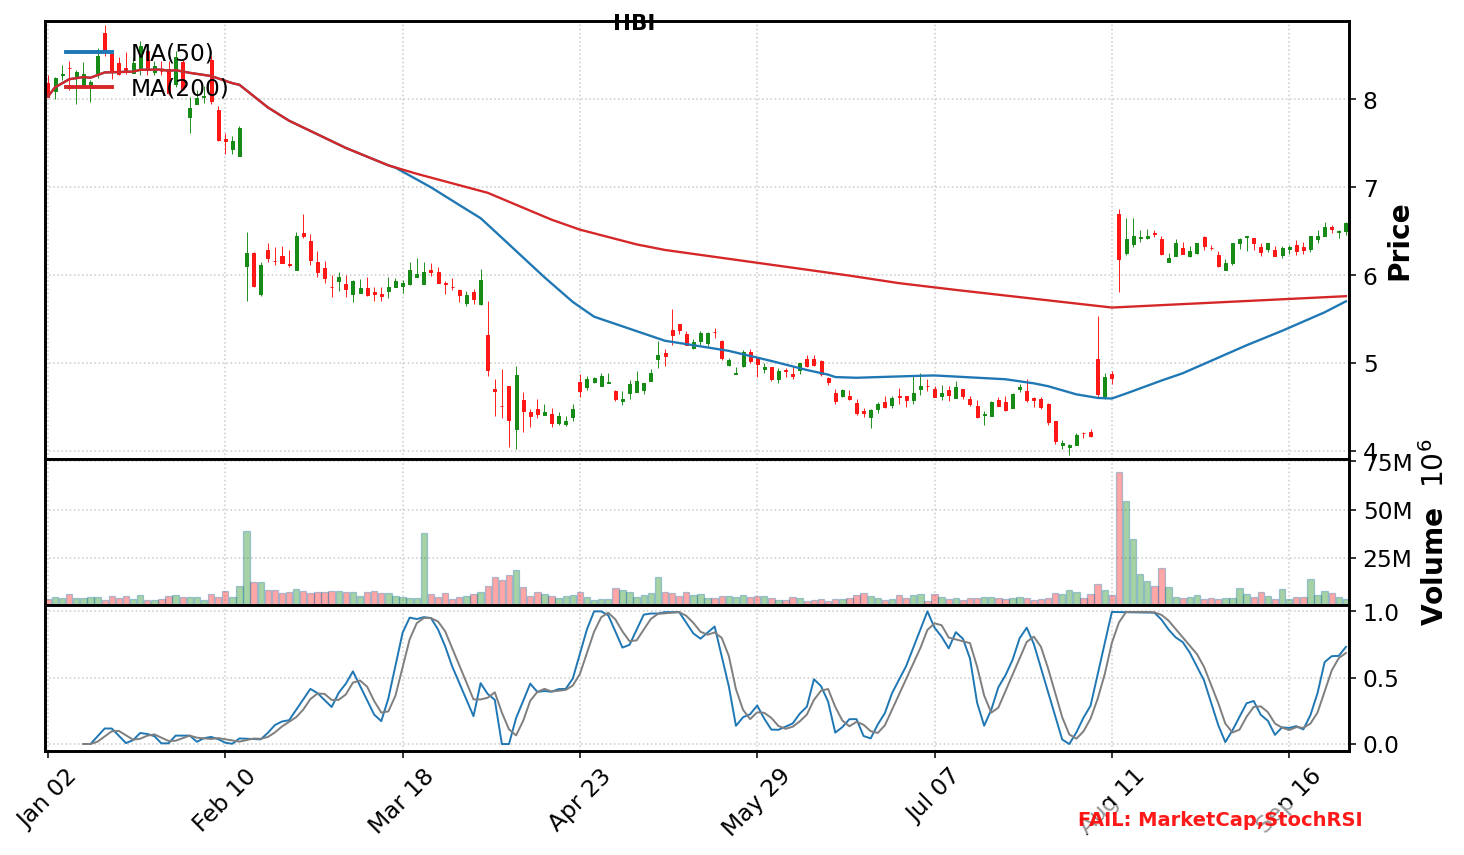 HBI
MA(50)
MA(200)
8
7
6
5
4
Price
75M
50M
25M
Volume 10^6
1.0
0.5
0.0
Jan 02
Feb 10
Mar 18
Apr 23
May 29
Jul 07
Aug 11
Sep 16
FAIL: MarketCap,StochRSI